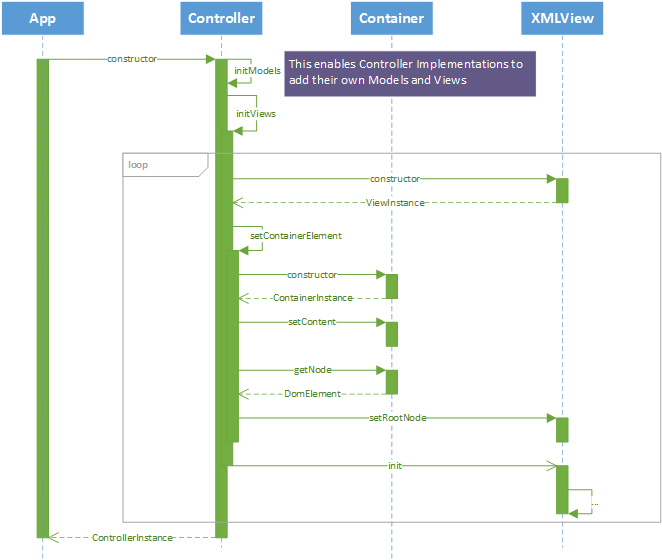 App
Controller
Container
XMLView
constructor
initModels
This enables Controller Implementations to
add their own Models and Views
initViews
loop
constructor
ViewInstance
setContainerElement
constructor
ContainerInstance
setContent
getNode
DomElement
setRootNode
init
...
ControllerInstance